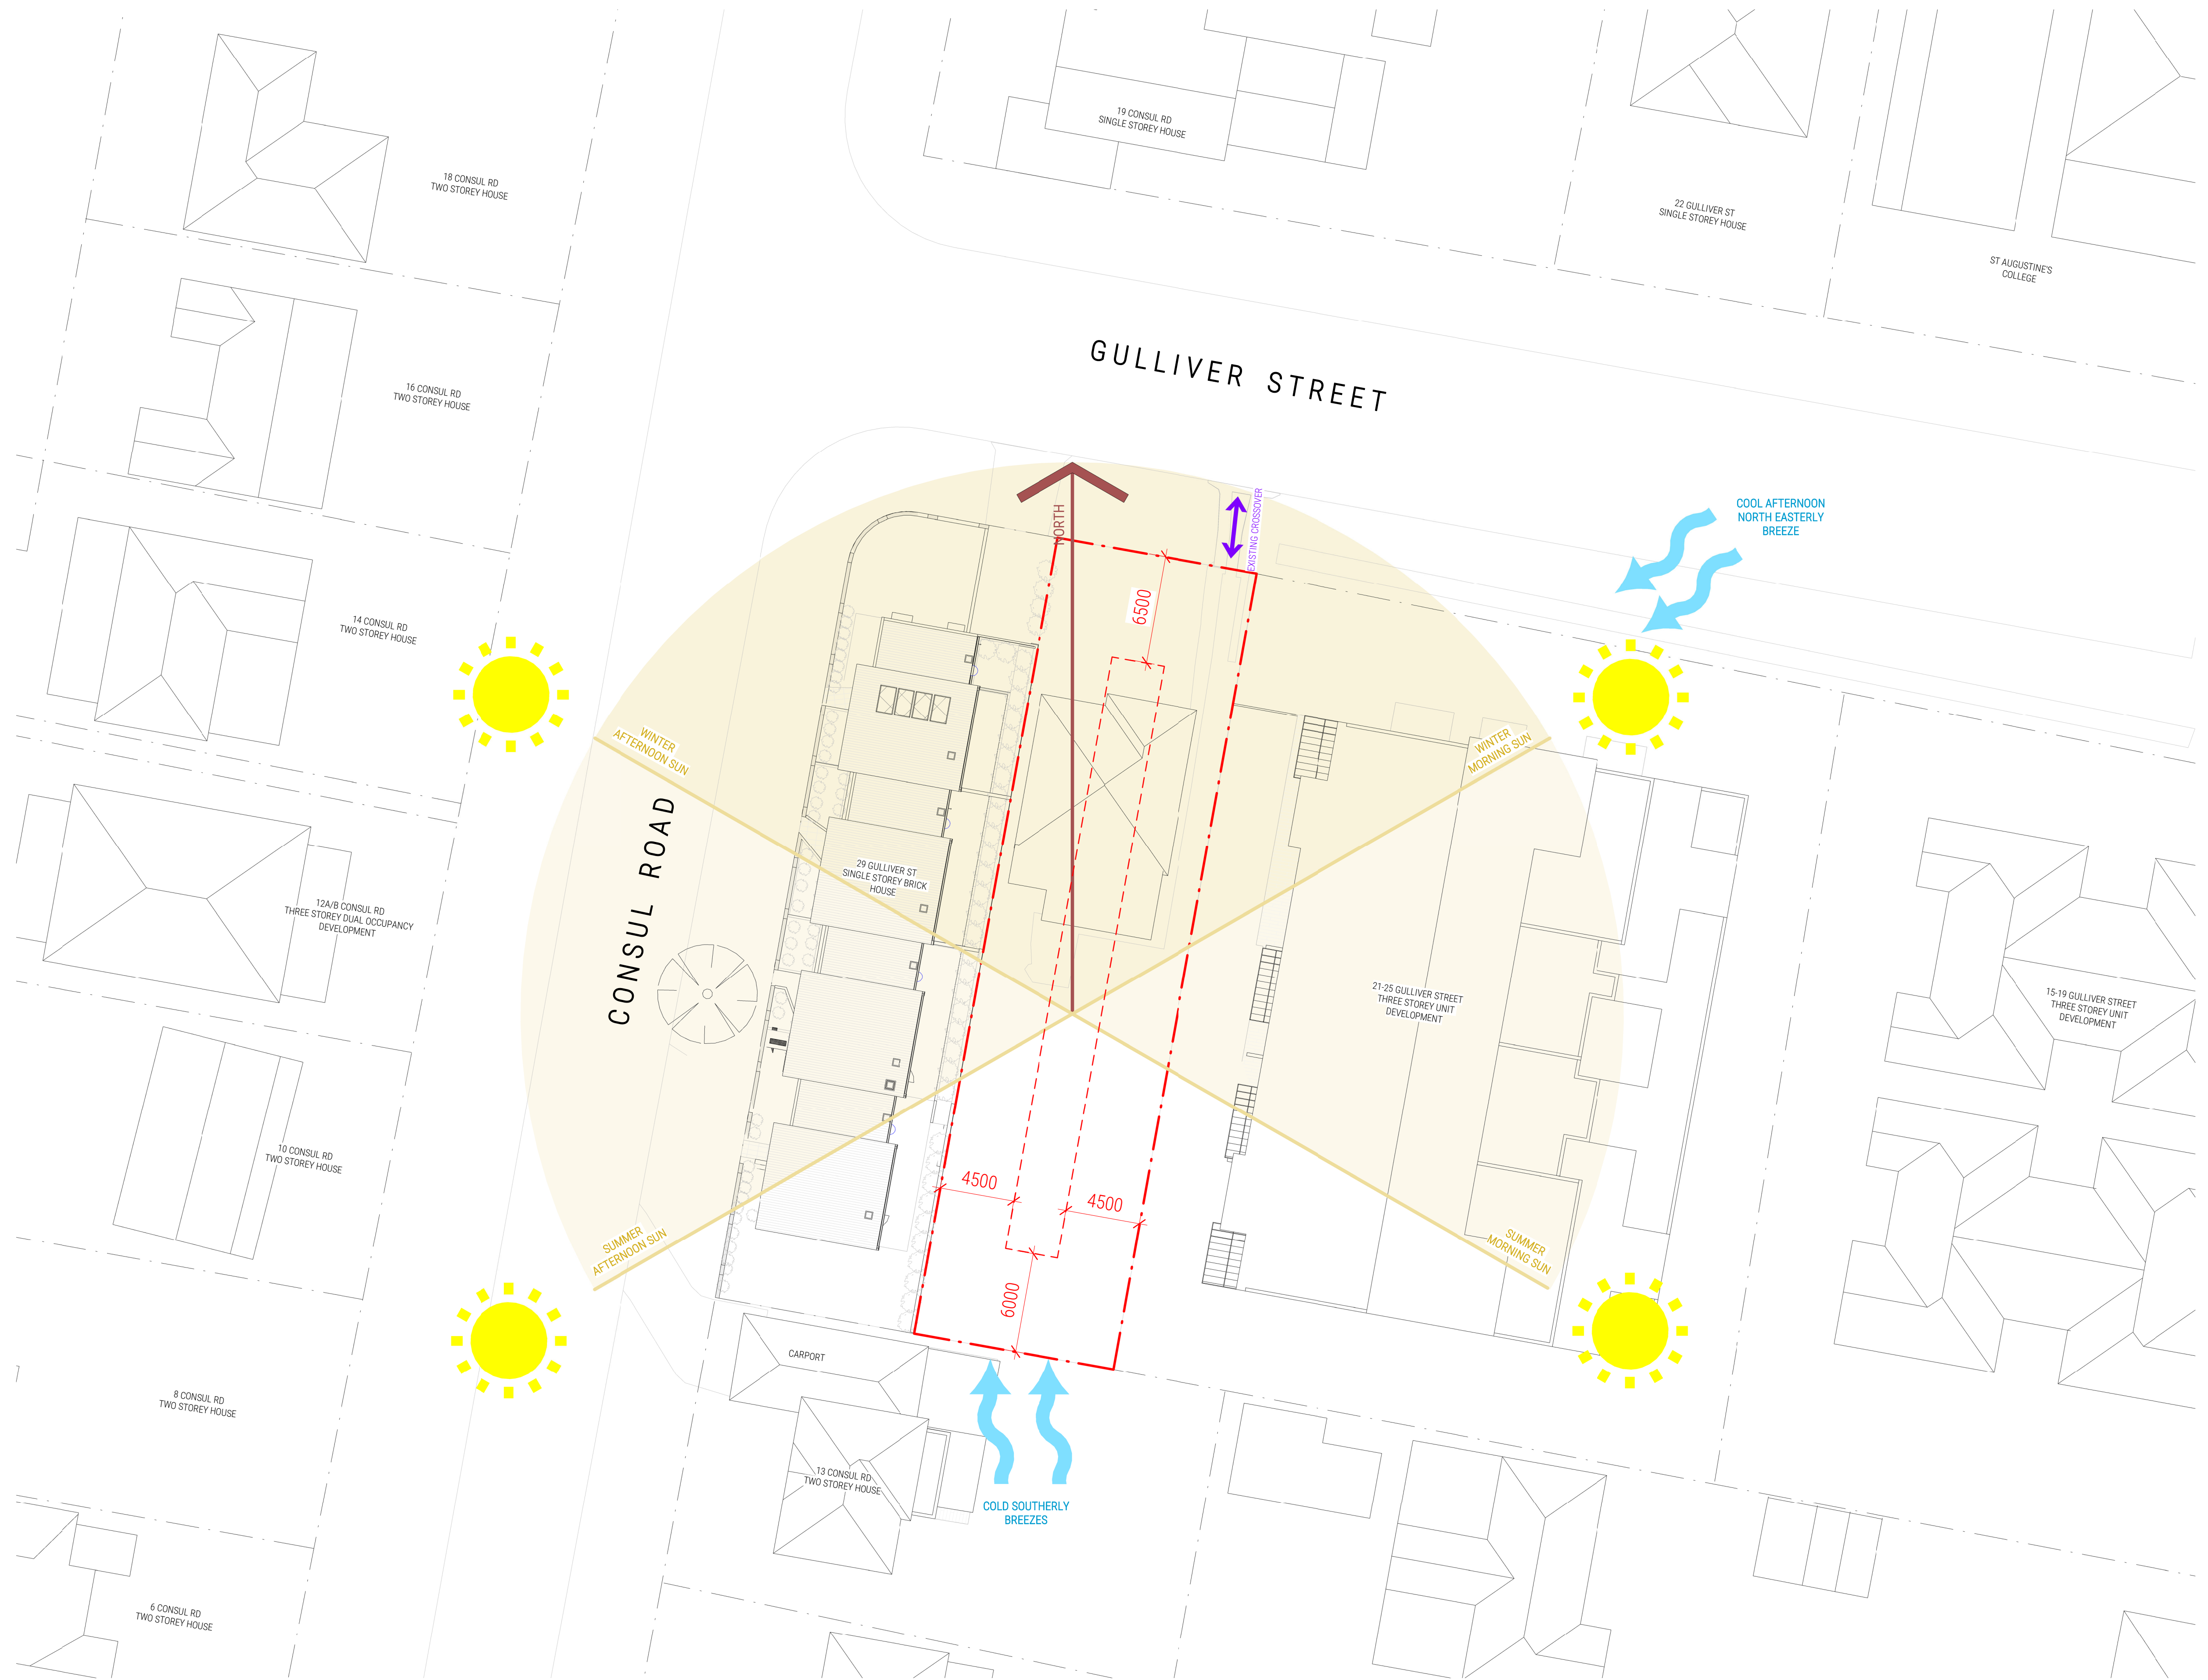 19 CONSUL RD
SINGLE STOREY HOUSE
18 CONSUL RD
TWO STOREY HOUSE
22 GULLIVER ST
SINGLE STOREY HOUSE
ST AUGUSTINE'S
COLLEGE
GULLIVER STREET
16 CONSUL RD
TWO STOREY HOUSE
NORTH
EXISTING CROSSOVER
COOL AFTERNOON
NORTH EASTERLY
BREEZE
6500
14 CONSUL RD
TWO STOREY HOUSE
WINTER
AFTERNOON SUN
WINTER
MORNING SUN
CONSUL ROAD
29 GULLIVER ST
SINGLE STOREY BRICK
HOUSE
12A/B CONSUL RD
THREE STOREY DUAL OCCUPANCY
DEVELOPMENT
21-25 GULLIVER STREET
THREE STOREY UNIT
DEVELOPMENT
15-19 GULLIVER STREET
THREE STOREY UNIT
DEVELOPMENT
10 CONSUL RD
TWO STOREY HOUSE
4500
4500
SUMMER
AFTERNOON SUN
SUMMER
MORNING SUN
6000
CARPORT
8 CONSUL RD
TWO STOREY HOUSE
13 CONSUL RD
TWO STOREY HOUSE
COLD SOUTHERLY
BREEZES
6 CONSUL RD
TWO STOREY HOUSE